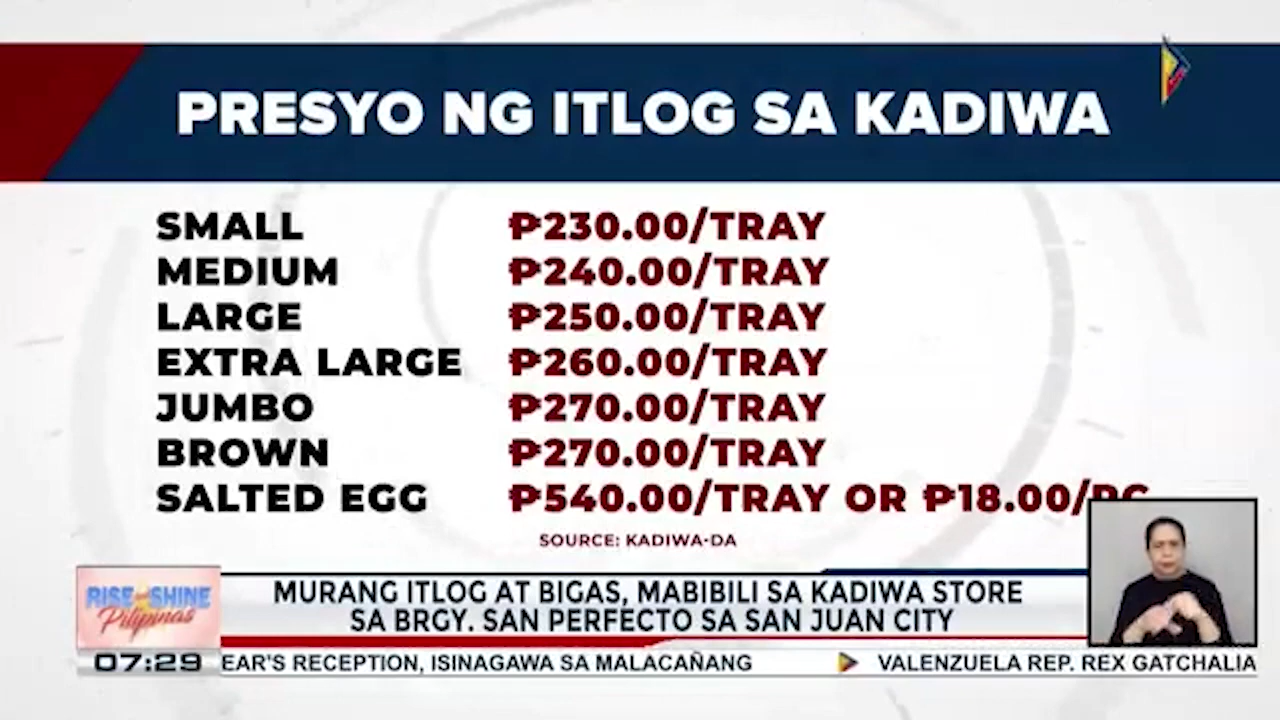 PRESYO NG ITLOG SA KADIWA
SMALL ₱230.00/TRAY
MEDIUM ₱240.00/TRAY
LARGE ₱250.00/TRAY
EXTRA LARGE ₱260.00/TRAY
JUMBO ₱270.00/TRAY
BROWN ₱270.00/TRAY
SALTED EGG ₱540.00/TRAY OR ₱18.00/PC
SOURCE: KADIWA-DA
RISE AND SHINE
Pilipinas
MURANG ITLOG AT BIGAS, MABIBILI SA KADIWA STORE
SA BRGY. SAN PERFECTO SA SAN JUAN CITY
07:29 EAR'S RECEPTION, ISINAGAWA SA MALACAÑANG VALENZUELA REP. REX GATCHALIA